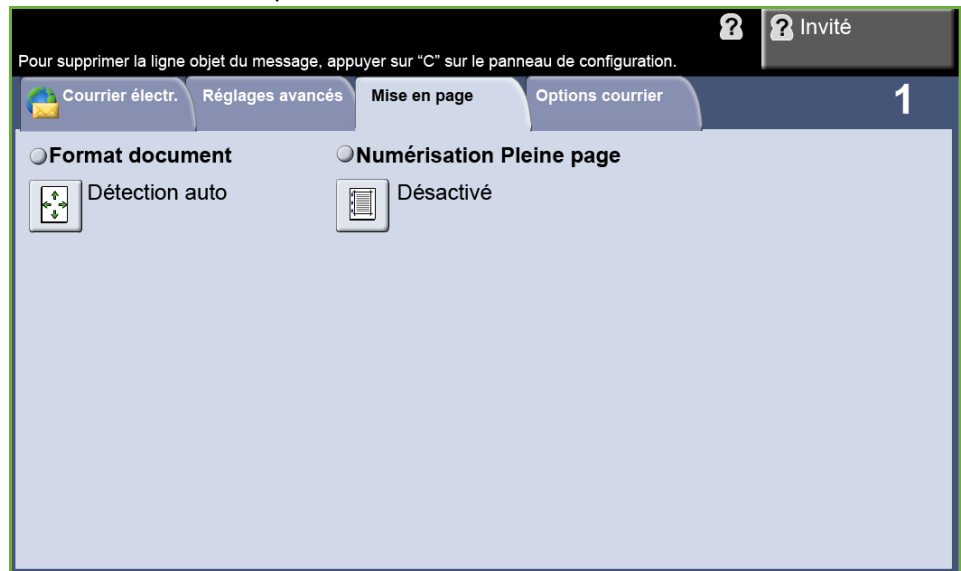 Invité
Pour supprimer la ligne objet du message, appuyer sur “C” sur le panneau de configuration.
Courrier électr. Réglages avancés Mise en page Options courrier 1
Format document Numérisation Pleine page
Détection auto Désactivé